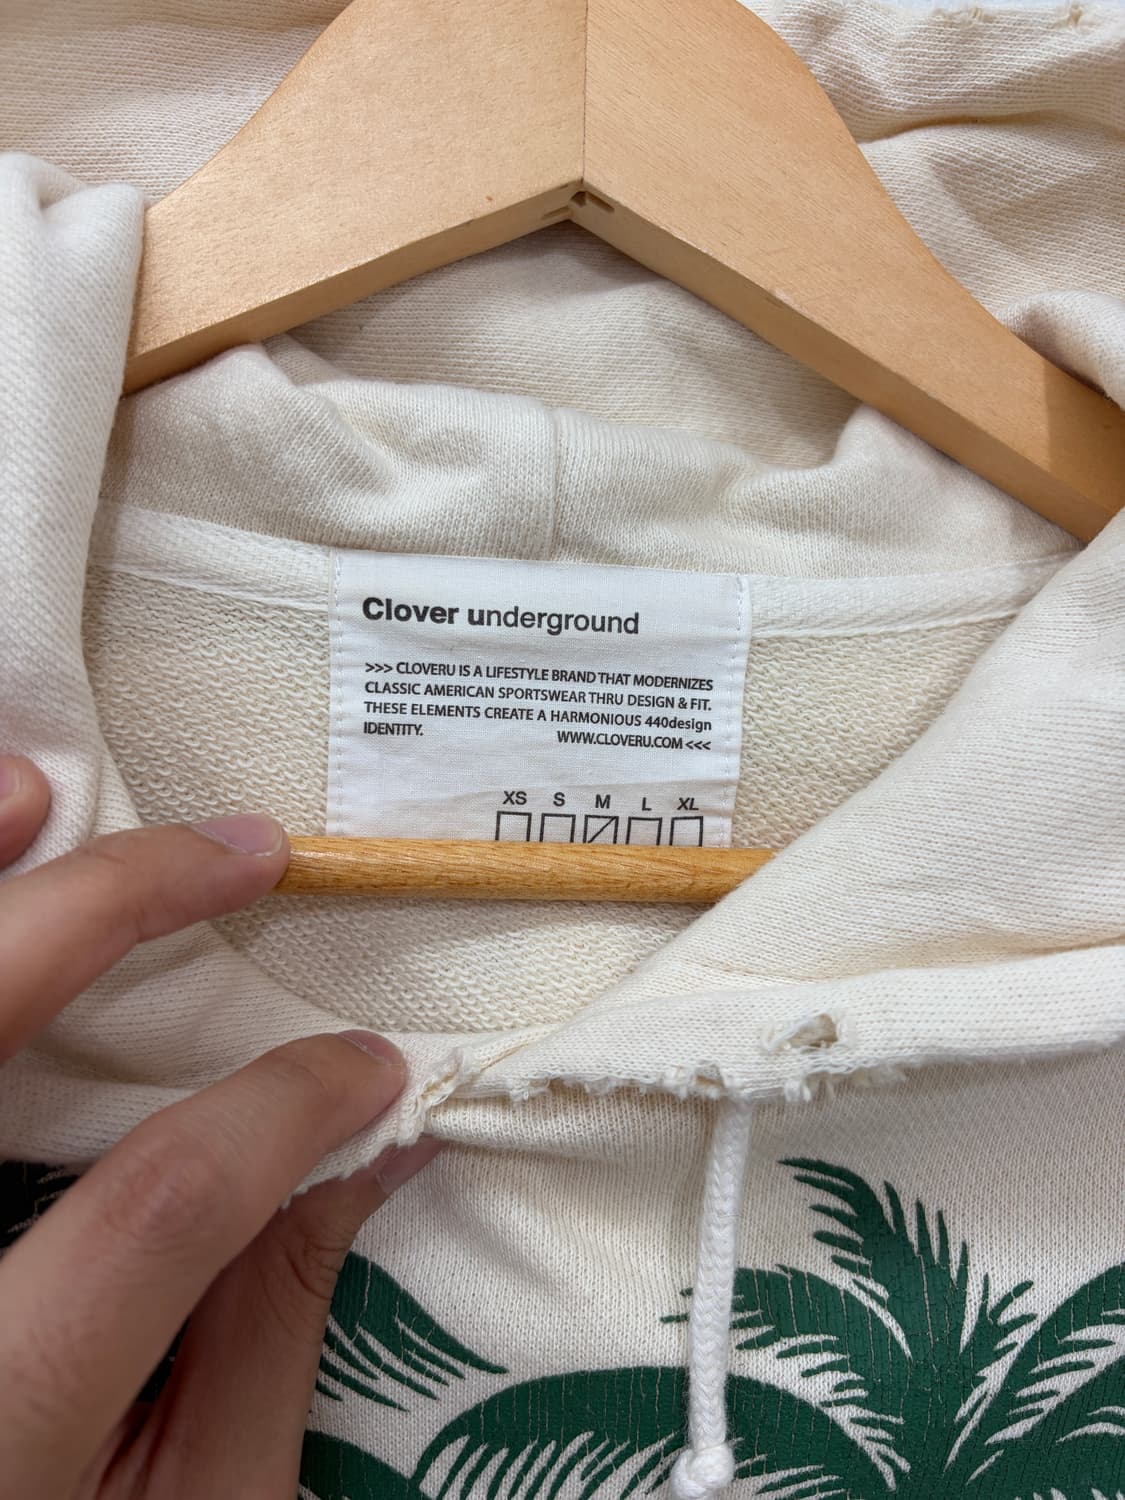 Clover underground
>>> CLOVERU IS A LIFESTYLE BRAND THAT MODERNIZES
CLASSIC AMERICAN SPORTSWEAR THRU DESIGN & FIT.
THESE ELEMENTS CREATE A HARMONIOUS 440design
IDENTITY. WWW.CLOVERU.COM <<<
XS S M L XL